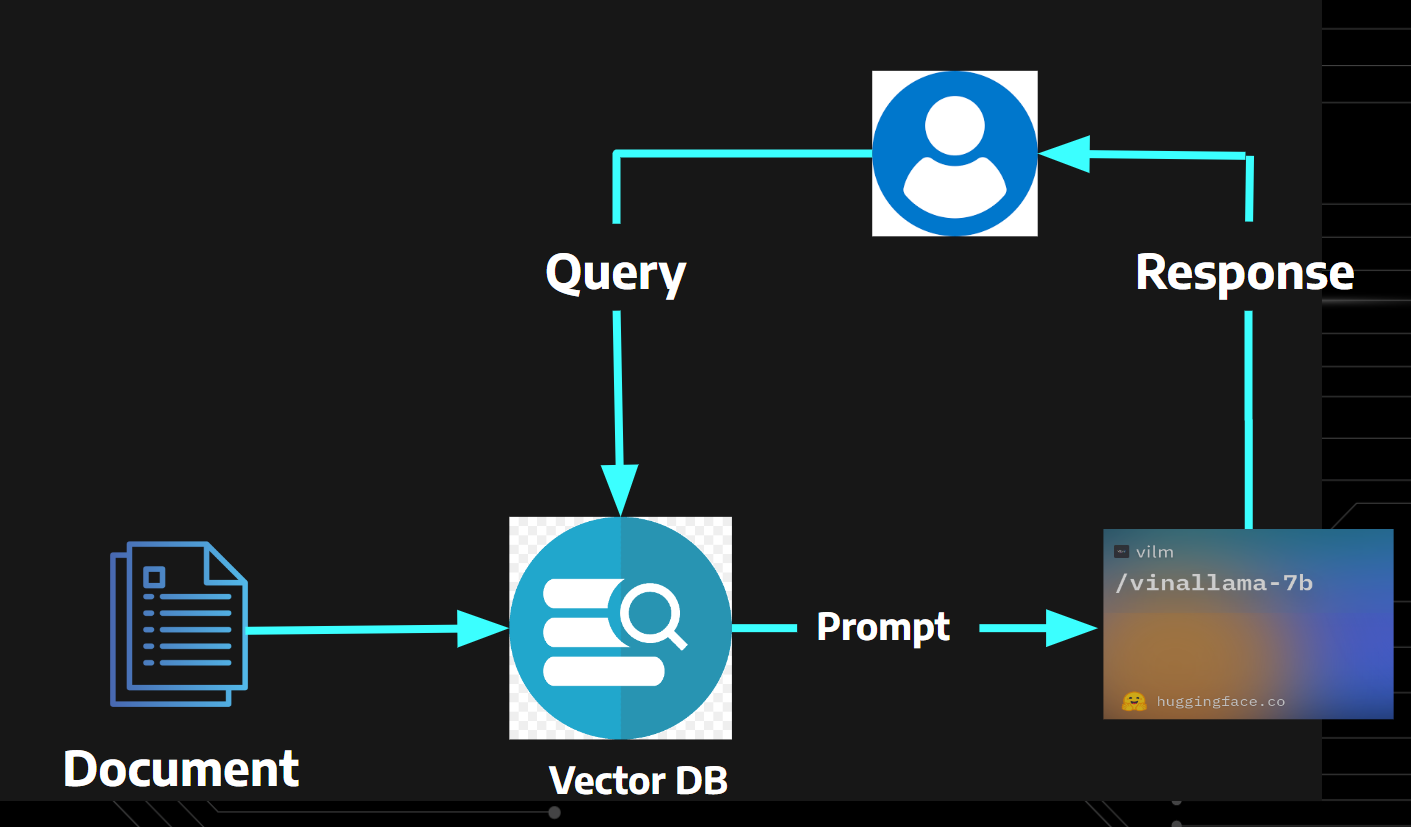 Query
Response
vilm
/vinallama-7b
Prompt
huggingface.co
Document
Vector DB